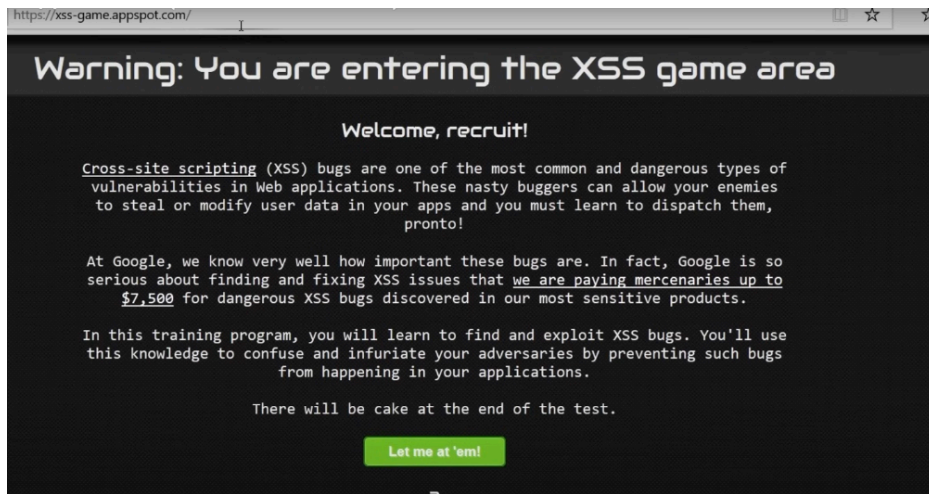 https://xss-game.appspot.com/
Warning: You are entering the XSS game area
Welcome, recruit!
Cross-site scripting (XSS) bugs are one of the most common and dangerous types of
vulnerabilities in Web applications. These nasty buggers can allow your enemies
to steal or modify user data in your apps and you must learn to dispatch them,
pronto!
At Google, we know very well how important these bugs are. In fact, Google is so
serious about finding and fixing XSS issues that we are paying mercenaries up to
$7,500 for dangerous XSS bugs discovered in our most sensitive products.
In this training program, you will learn to find and exploit XSS bugs. You'll use
this knowledge to confuse and infuriate your adversaries by preventing such bugs
from happening in your applications.
There will be cake at the end of the test.
Let me at 'em!